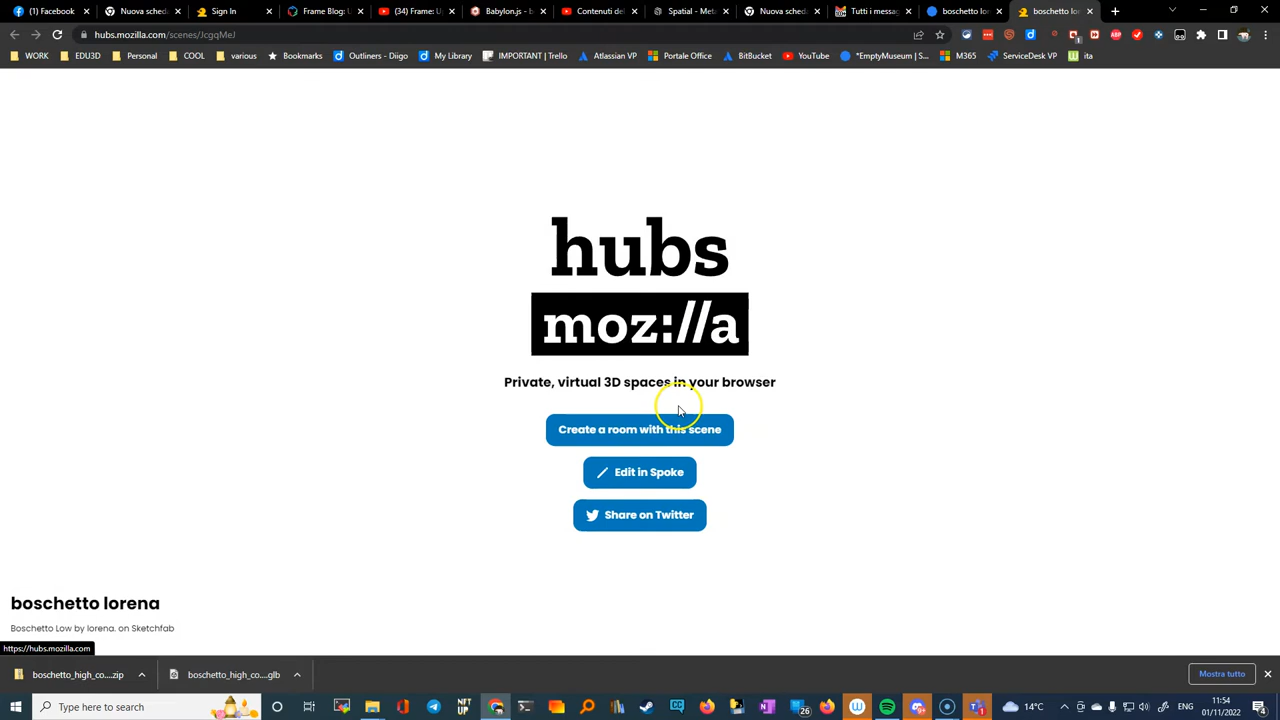 (1) Facebook
Nuova sched
Sign In
Frame Blog: U
(34) Frame: U
Babylon.js - b
Contenuti del
Spatial - Met
Nuova sched
Tutti i messag
boschetto lor
boschetto lor
hubs.mozilla.com/scenes/JcgqMeJ
WORK
EDU3D
Personal
COOL
various
Bookmarks
Outliners - Diigo
My Library
IMPORTANT | Trello
Atlassian VP
Portale Office
BitBucket
YouTube
*EmptyMuseum | S...
M365
ServiceDesk VP
ita
hubs
moz://a
Private, virtual 3D spaces in your browser
Create a room with this scene
Edit in Spoke
Share on Twitter
boschetto lorena
Boschetto Low by lorena. on Sketchfab
https://hubs.mozilla.com
boschetto_high_co....zip
boschetto_high_co....glb
Mostra tutto
Type here to search
14°C
ENG
11:54
01/11/2022